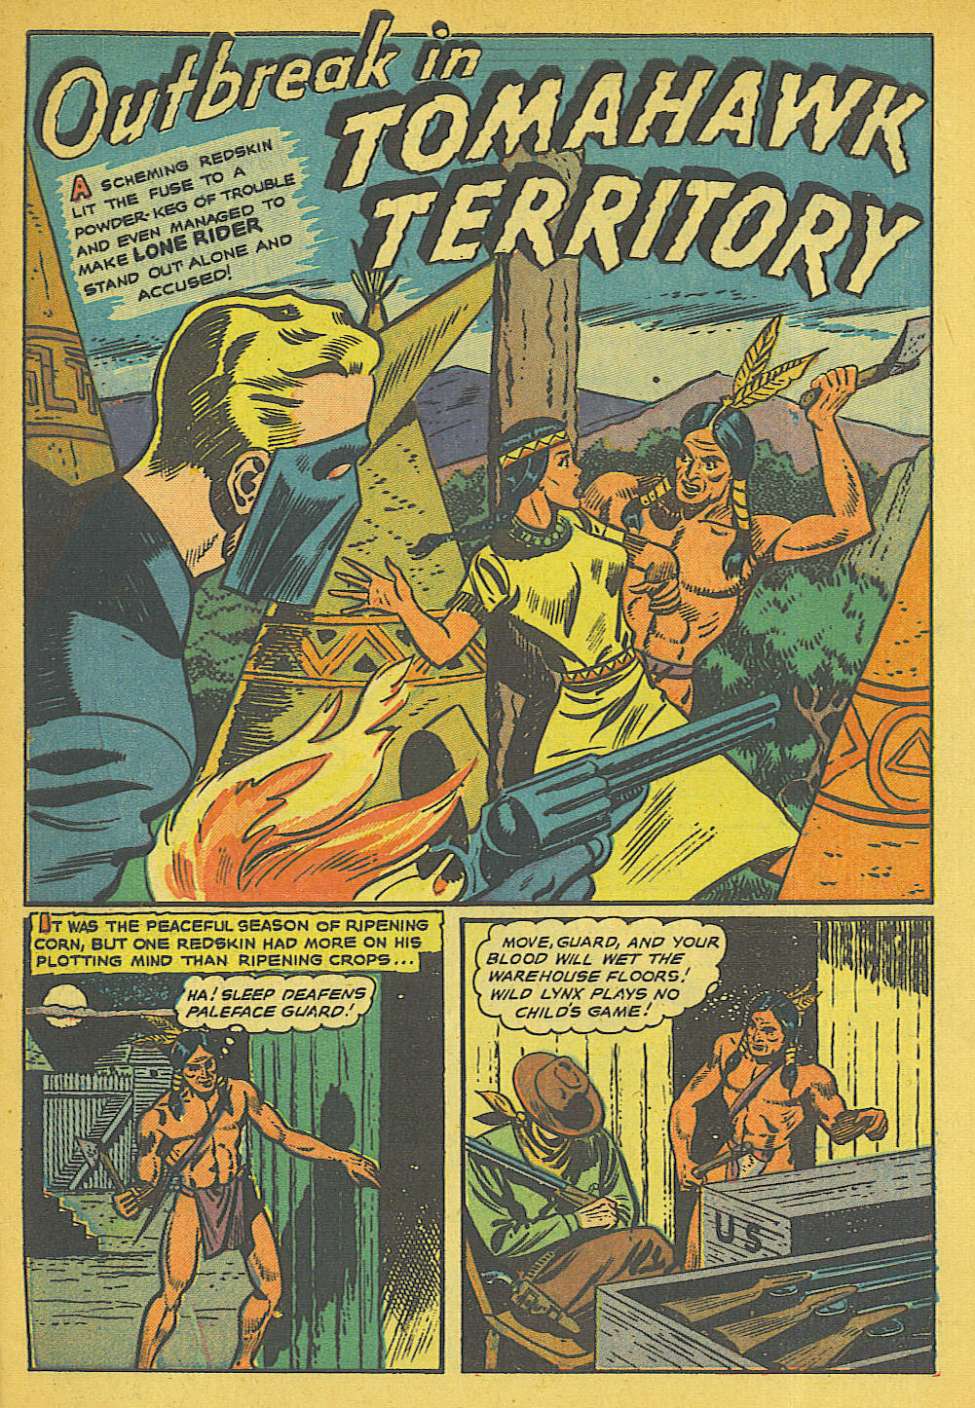 Outbreak in
TOMAHAWK
TERRITORY
A SCHEMING REDSKIN
LIT THE FUSE TO A
POWDER-KEG OF TROUBLE
AND EVEN MANAGED TO
MAKE LONE RIDER
STAND OUT ALONE AND
ACCUSED!
IT WAS THE PEACEFUL SEASON OF RIPENING
CORN, BUT ONE REDSKIN HAD MORE ON HIS
PLOTTING MIND THAN RIPENING CROPS...
HA! SLEEP DEAFENS
PALEFACE GUARD!
MOVE, GUARD, AND YOUR
BLOOD WILL WET THE
WAREHOUSE FLOORS!
WILD LYNX PLAYS NO
CHILD'S GAME!
US